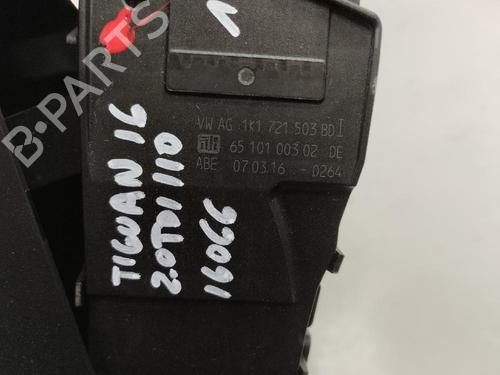 1
VW AG 1K1 721 503 BD I
65 101 003 02 DE
ABE 07.03.16 - 0264
TIGUAN 16
2.0TDI 110
16066
B-PARTS